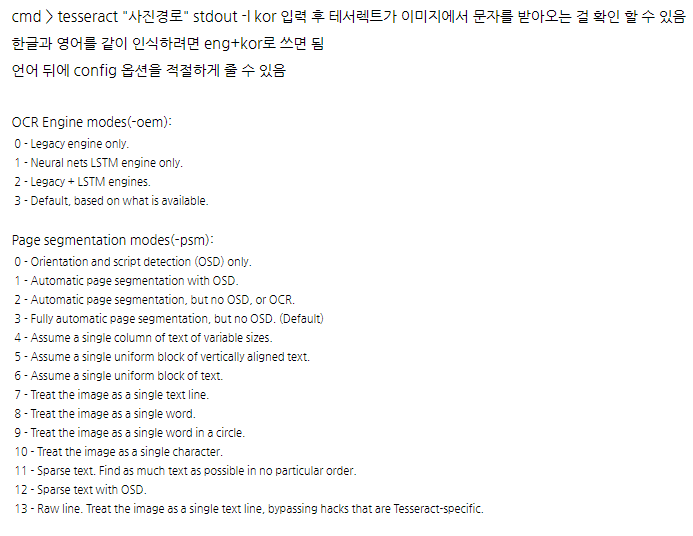 cmd > tesseract "사진경로" stdout -l kor 입력 후 테서렉트가 이미지에서 문자를 받아오는 걸 확인 할 수 있음
한글과 영어를 같이 인식하려면 eng+kor로 쓰면 됨
언어 뒤에 config 옵션을 적절하게 줄 수 있음
OCR Engine modes(-oem):
0 - Legacy engine only.
1 - Neural nets LSTM engine only.
2 - Legacy + LSTM engines.
3 - Default, based on what is available.
Page segmentation modes(-psm):
0 - Orientation and script detection (OSD) only.
1 - Automatic page segmentation with OSD.
2 - Automatic page segmentation, but no OSD, or OCR.
3 - Fully automatic page segmentation, but no OSD. (Default)
4 - Assume a single column of text of variable sizes.
5 - Assume a single uniform block of vertically aligned text.
6 - Assume a single uniform block of text.
7 - Treat the image as a single text line.
8 - Treat the image as a single word.
9 - Treat the image as a single word in a circle.
10 - Treat the image as a single character.
11 - Sparse text. Find as much text as possible in no particular order.
12 - Sparse text with OSD.
13 - Raw line. Treat the image as a single text line, bypassing hacks that are Tesseract-specific.